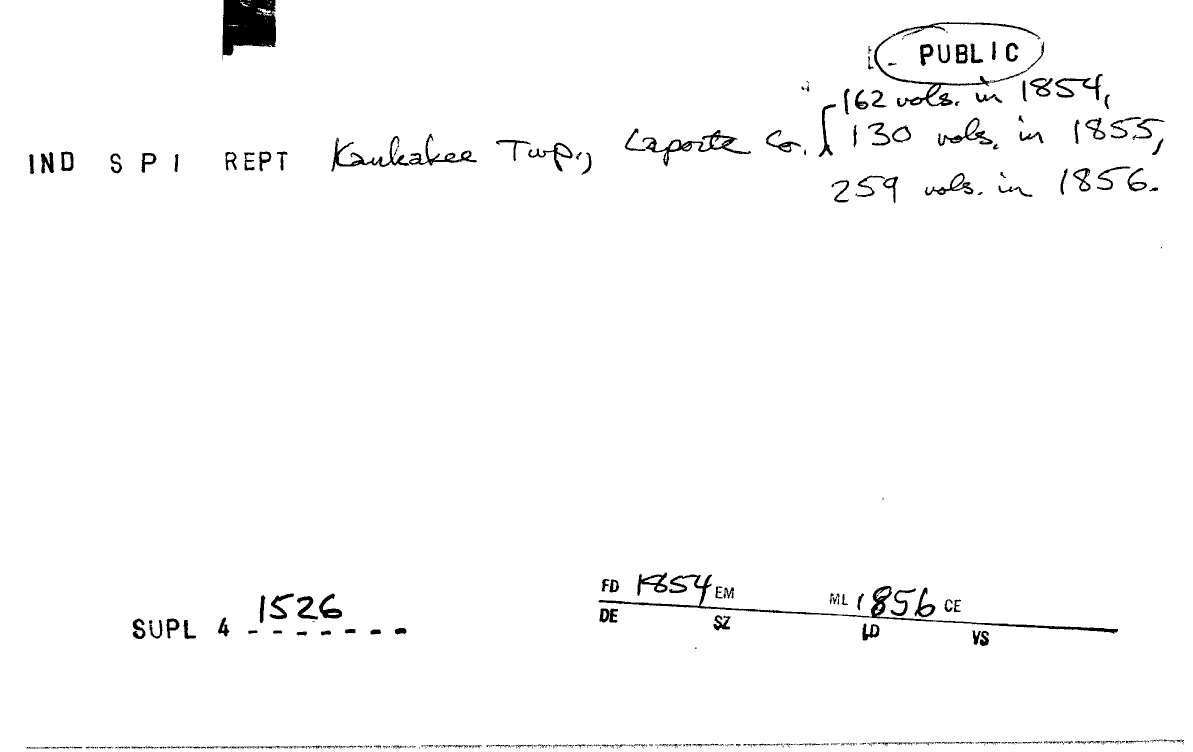 PUBLIC
162 vols. in 1854,
IND S P I REPT Kankakee Twp., Laporte Co. 130 vols. in 1855,
259 vols. in 1856.
FD 1854 EM ML 1856 CE
SUPL 4 1526
DE SZ LD VS